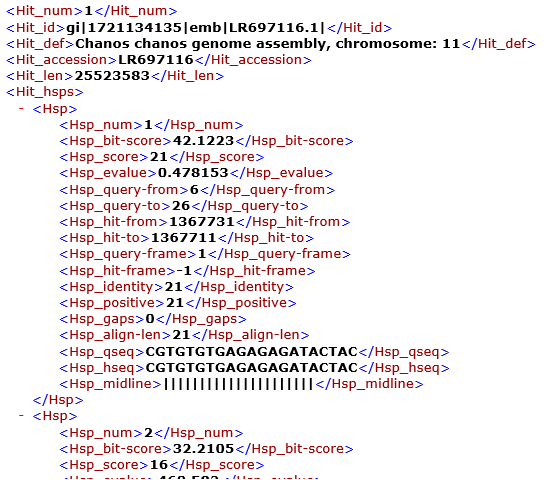 <Hit_num>1</Hit_num>
<Hit_id>gi|1721134135|emb|LR697116.1|</Hit_id>
<Hit_def>Chanos chanos genome assembly, chromosome: 11</Hit_def>
<Hit_accession>LR697116</Hit_accession>
<Hit_len>25523583</Hit_len>
<Hit_hsps>
- <Hsp>
<Hsp_num>1</Hsp_num>
<Hsp_bit-score>42.1223</Hsp_bit-score>
<Hsp_score>21</Hsp_score>
<Hsp_evalue>0.478153</Hsp_evalue>
<Hsp_query-from>6</Hsp_query-from>
<Hsp_query-to>26</Hsp_query-to>
<Hsp_hit-from>1367731</Hsp_hit-from>
<Hsp_hit-to>1367711</Hsp_hit-to>
<Hsp_query-frame>1</Hsp_query-frame>
<Hsp_hit-frame>-1</Hsp_hit-frame>
<Hsp_identity>21</Hsp_identity>
<Hsp_positive>21</Hsp_positive>
<Hsp_gaps>0</Hsp_gaps>
<Hsp_align-len>21</Hsp_align-len>
<Hsp_qseq>CGTGTGTGAGAGAGATACTAC</Hsp_qseq>
<Hsp_hseq>CGTGTGTGAGAGAGATACTAC</Hsp_hseq>
<Hsp_midline>|||||||||||||||||||||</Hsp_midline>
</Hsp>
- <Hsp>
<Hsp_num>2</Hsp_num>
<Hsp_bit-score>32.2105</Hsp_bit-score>
<Hsp_score>16</Hsp_score>